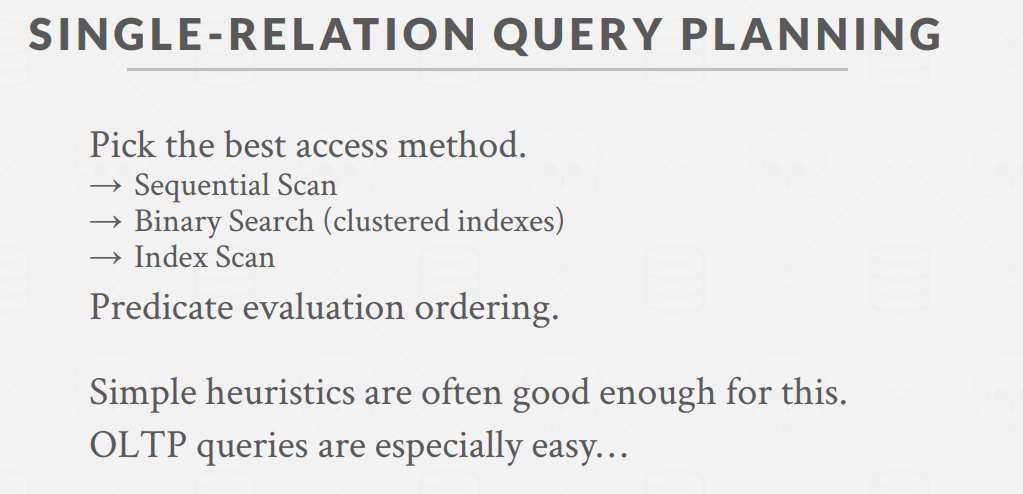 SINGLE-RELATION QUERY PLANNING
Pick the best access method.
→ Sequential Scan
→ Binary Search (clustered indexes)
→ Index Scan
Predicate evaluation ordering.
Simple heuristics are often good enough for this.
OLTP queries are especially easy…